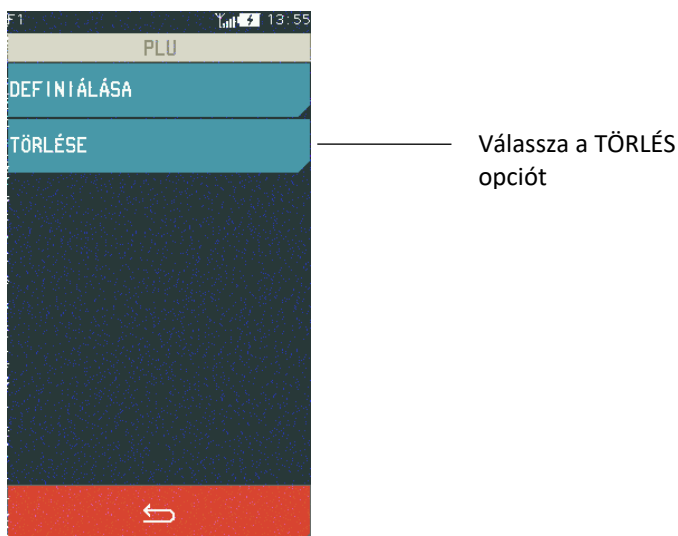 F1 13:55
PLU
DEFINIÁLÁSA
TÖRLÉSE
Válassza a TÖRLÉS
opciót